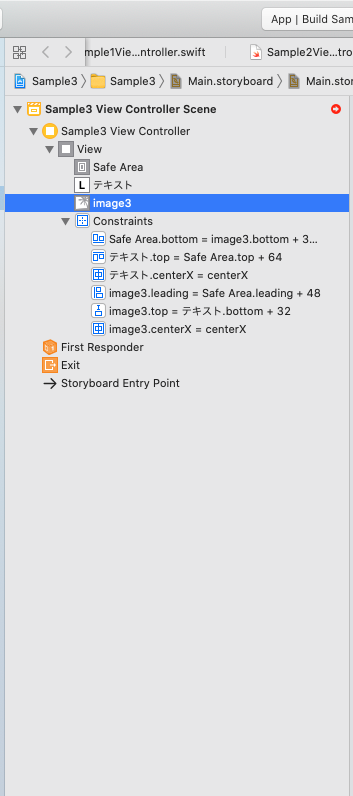 App | Build Sam
mple1Vie...ntroller.swift
Sample2Vie...tro
Sample3
Sample3
Main.storyboard
Main.stor
Sample3 View Controller Scene
Sample3 View Controller
View
Safe Area
L テキスト
image3
Constraints
Safe Area.bottom = image3.bottom + 3...
テキスト.top = Safe Area.top + 64
テキスト.centerX = centerX
image3.leading = Safe Area.leading + 48
image3.top = テキスト.bottom + 32
image3.centerX = centerX
First Responder
Exit
Storyboard Entry Point